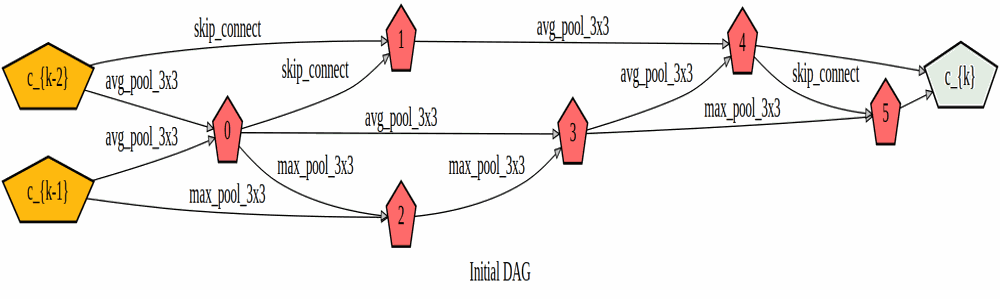 skip_connect
1
avg_pool_3x3
4
c_{k-2}
avg_pool_3x3
skip_connect
skip_connect
c_{k}
avg_pool_3x3
max_pool_3x3
5
avg_pool_3x3
0
avg_pool_3x3
3
c_{k-1}
max_pool_3x3
max_pool_3x3
max_pool_3x3
2
Initial DAG